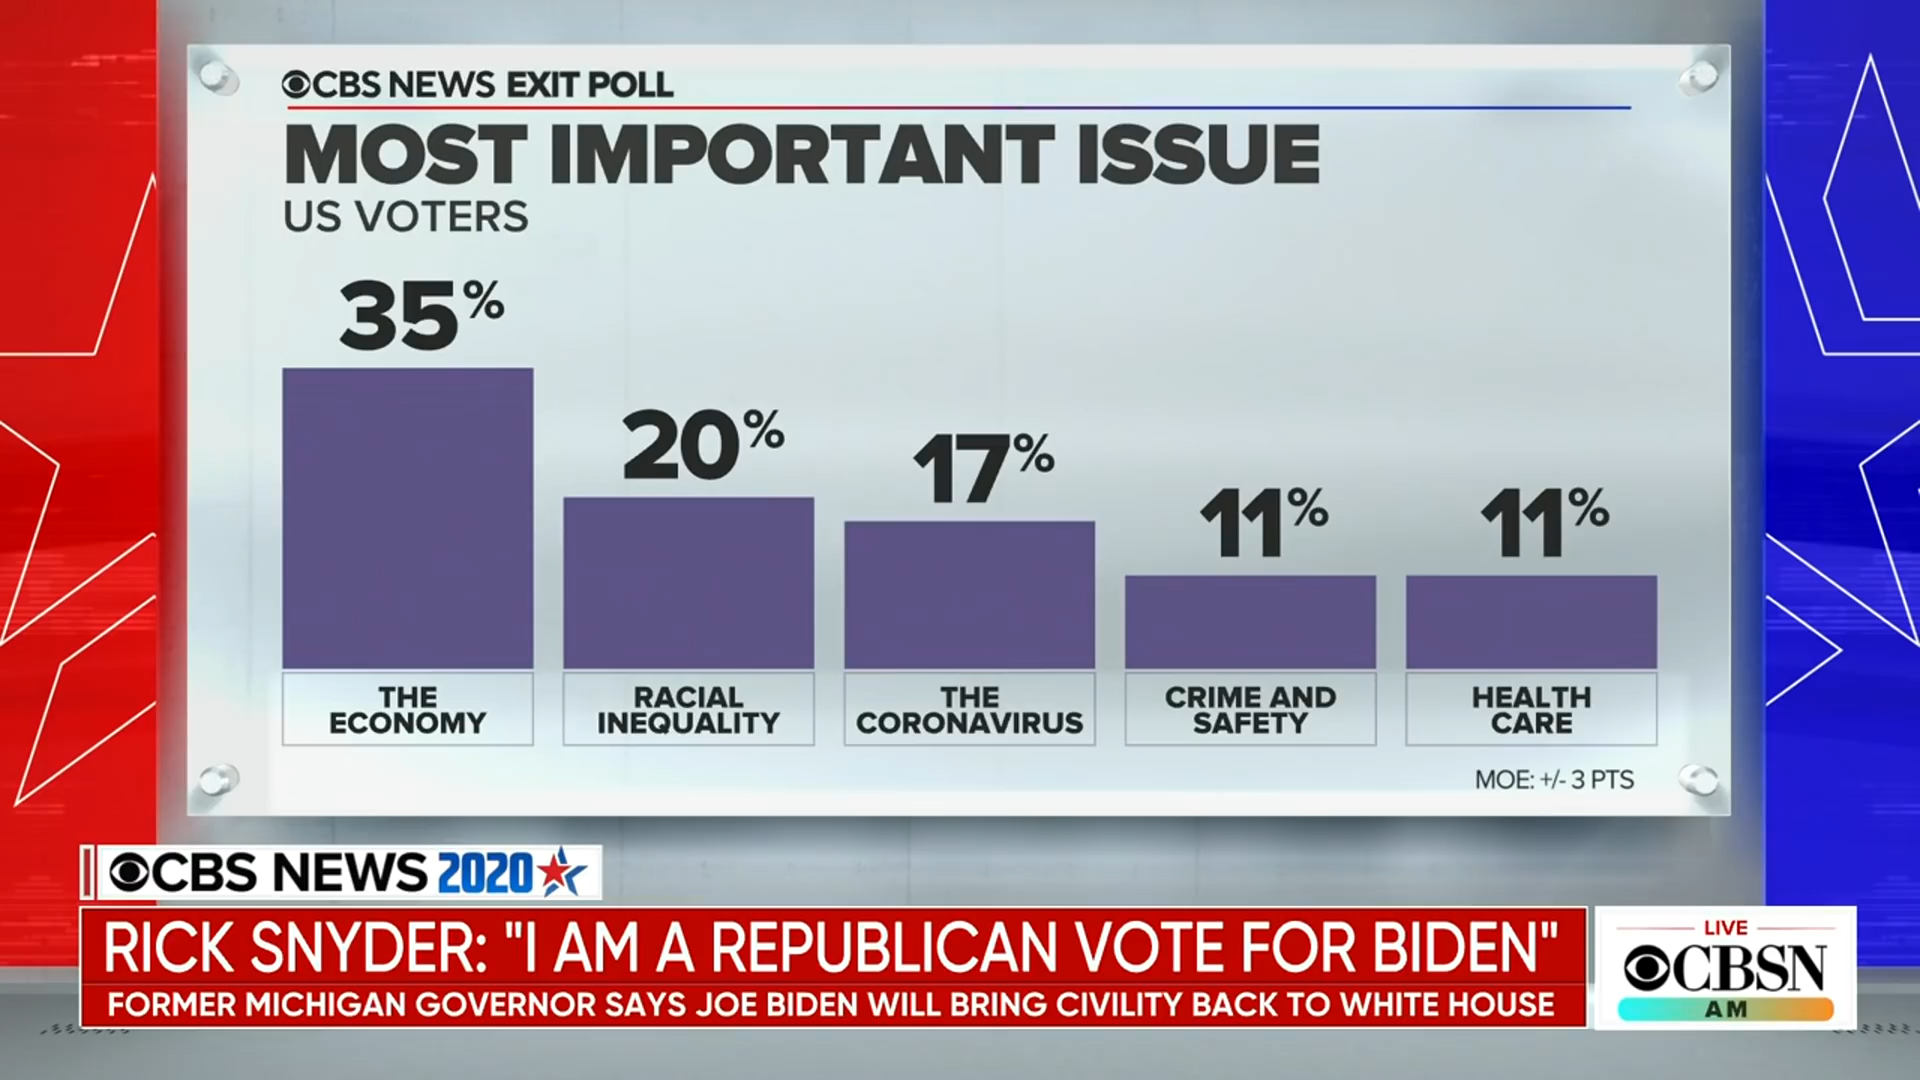 CBS NEWS EXIT POLL
MOST IMPORTANT ISSUE
US VOTERS
35%
20%
17%
11%
11%
THE
ECONOMY
RACIAL
INEQUALITY
THE
CORONAVIRUS
CRIME AND
SAFETY
HEALTH
CARE
MOE: +/- 3 PTS
CBS NEWS 2020
RICK SNYDER: "I AM A REPUBLICAN VOTE FOR BIDEN"
FORMER MICHIGAN GOVERNOR SAYS JOE BIDEN WILL BRING CIVILITY BACK TO WHITE HOUSE
LIVE
CBSN
AM